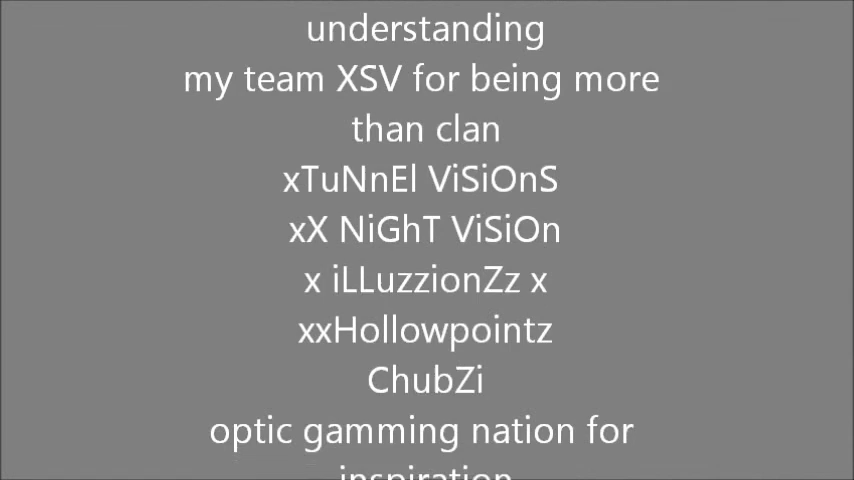 understanding
my team XSV for being more
than clan
xTuNnEl ViSiOnS
xX NiGhT ViSiOn
x iLLuzzionZz x
xxHollowpointz
ChubZi
optic gamming nation for
inspiration